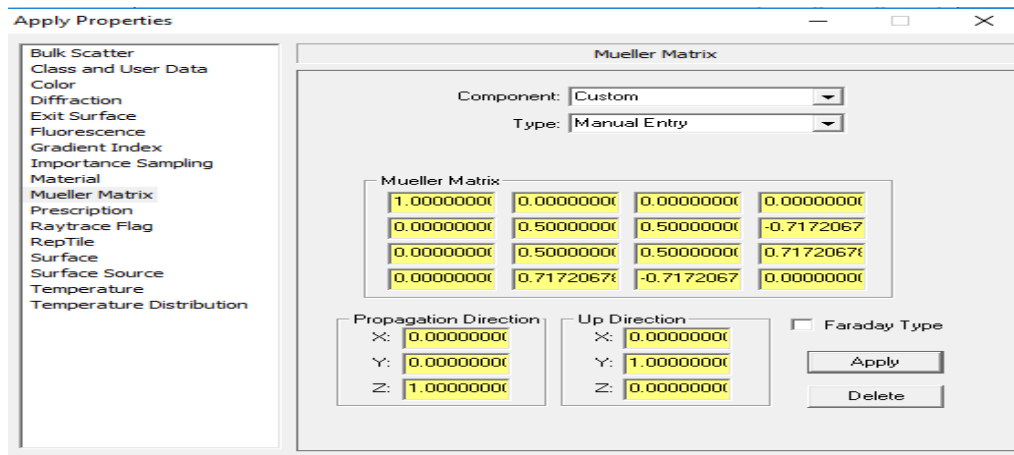 Apply Properties
Bulk Scatter
Class and User Data
Color
Diffraction
Exit Surface
Fluorescence
Gradient Index
Importance Sampling
Material
Mueller Matrix
Prescription
Raytrace Flag
RepTile
Surface
Surface Source
Temperature
Temperature Distribution
Mueller Matrix
Component: Custom
Type: Manual Entry
Mueller Matrix
1.0000000( 0.0000000( 0.0000000( 0.0000000(
0.0000000( 0.5000000( 0.5000000( -0.7172067
0.0000000( 0.5000000( 0.5000000( 0.71720678
0.0000000( 0.71720678 -0.7172067 0.0000000(
Propagation Direction
X: 0.0000000(
Y: 0.0000000(
Z: 1.0000000(
Up Direction
X: 0.0000000(
Y: 1.0000000(
Z: 0.0000000(
Faraday Type
Apply
Delete